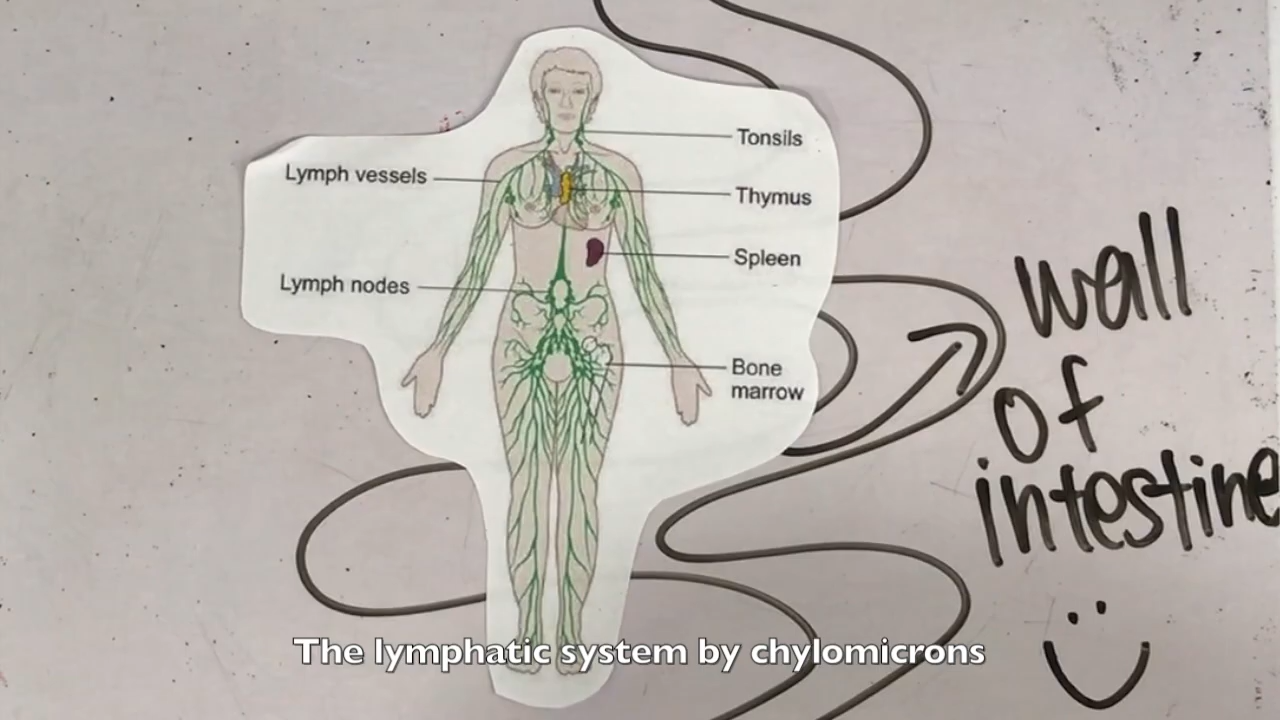 Tonsils
Lymph vessels
Thymus
Spleen
Lymph nodes
Bone
marrow
wall
of
intestine
The lymphatic system by chylomicrons